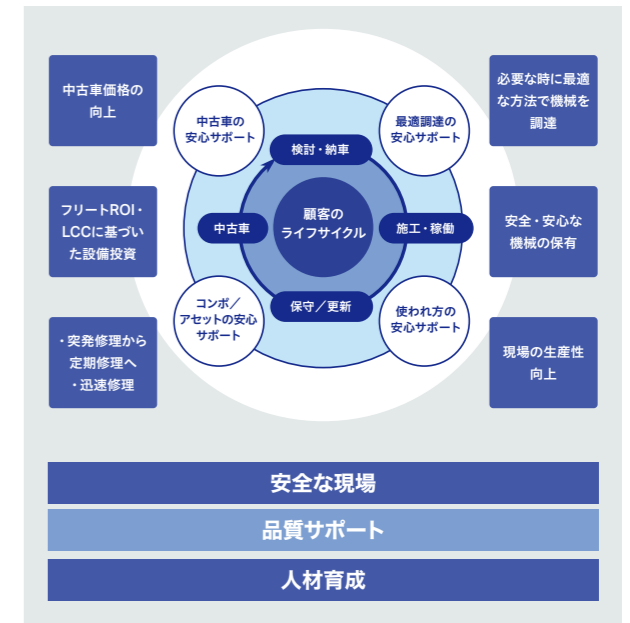 中古車価格の
向上
必要な時に最適
な方法で機械を
調達
中古車の
安心サポート
最適調達の
安心サポート
検討・納車
フリートROI・
LCCに基づい
た設備投資
中古車
顧客の
ライフサイクル
施工・稼働
安全・安心な
機械の保有
保守／更新
コンポ／
アセットの安心
サポート
使われ方の
安心サポート
・突発修理から
定期修理へ
・迅速修理
現場の生産性
向上
安全な現場
品質サポート
人材育成